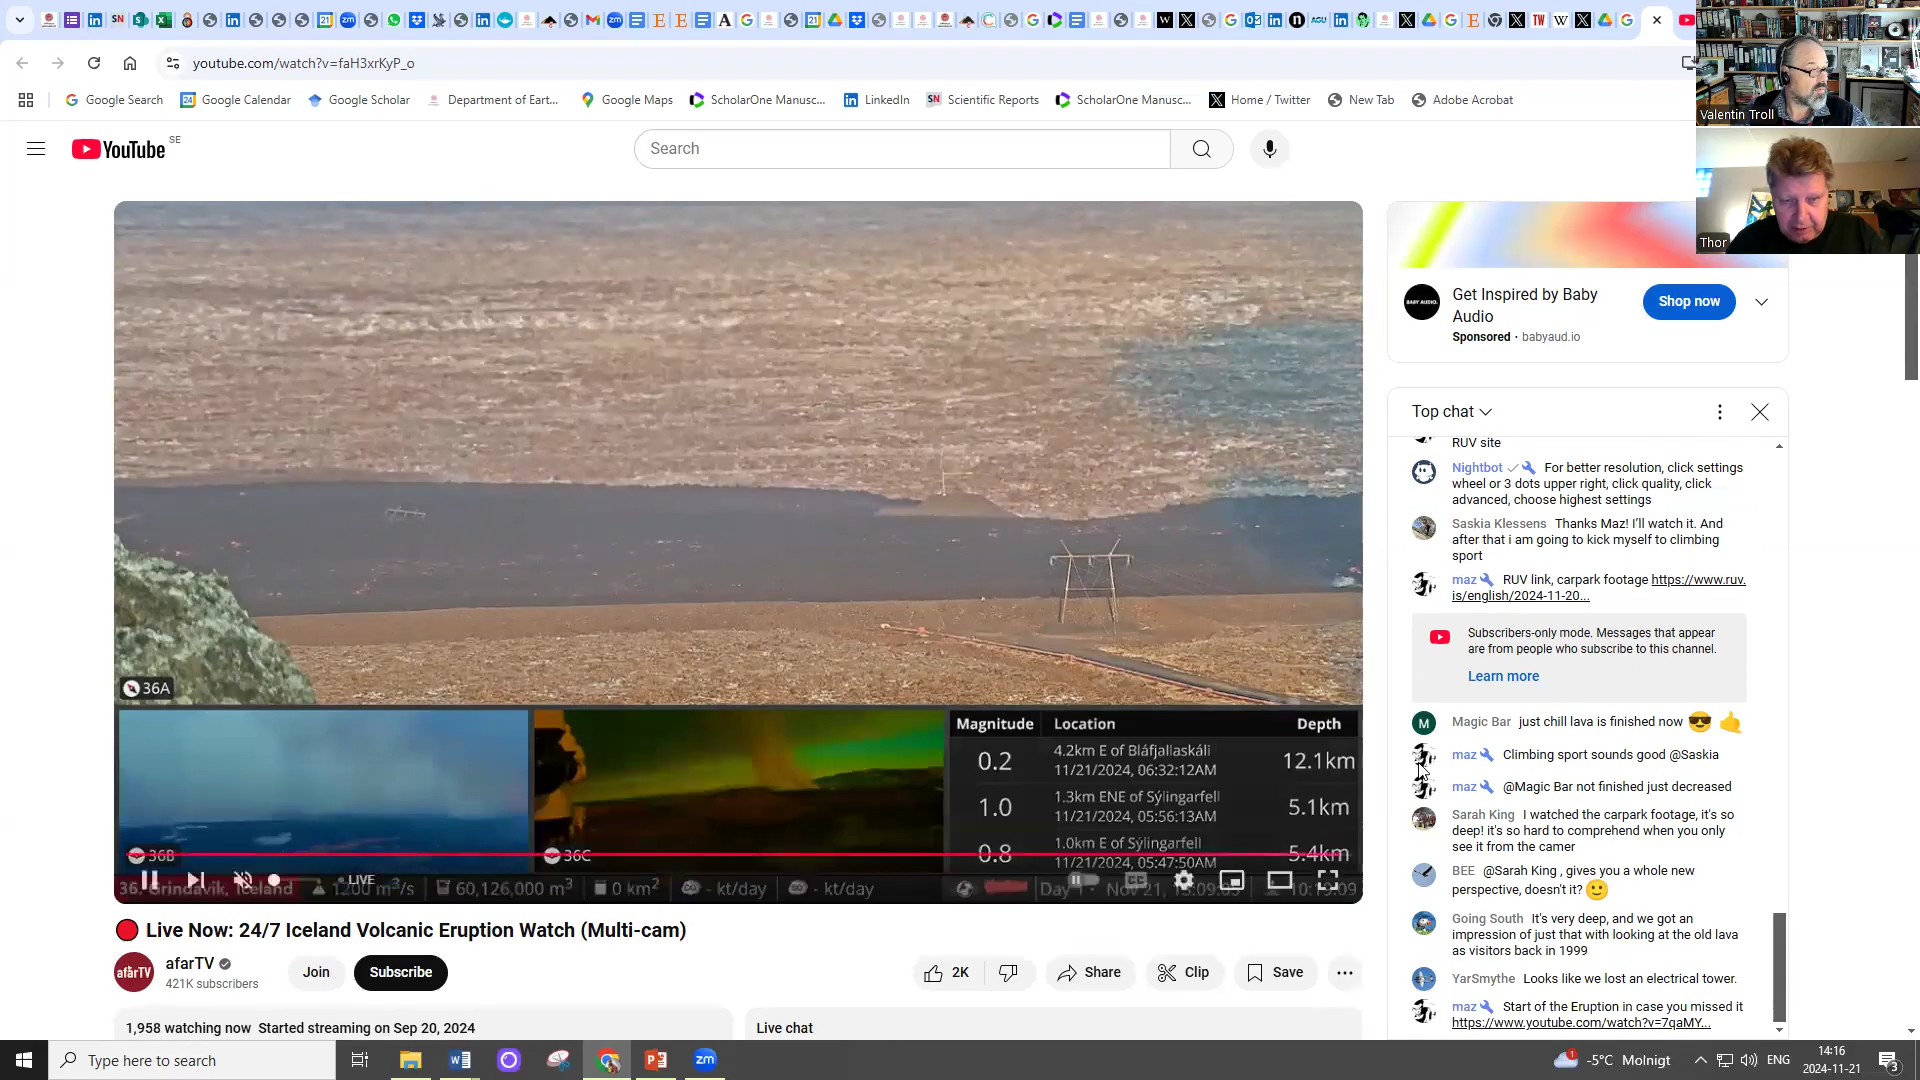 youtube.com/watch?v=faH3xrKyP_o
Google Search
Google Calendar
Google Scholar
Department of Eart...
Google Maps
ScholarOne Manusc...
LinkedIn
Scientific Reports
ScholarOne Manusc...
Home / Twitter
New Tab
Adobe Acrobat
Valentin Troll
Thor
YouTube SE
Search
Get Inspired by Baby
Audio
Shop now
Sponsored · babyaud.io
BABY AUDIO.
Top chat
RUV site
Nightbot For better resolution, click settings
wheel or 3 dots upper right, click quality, click
advanced, choose highest settings
Saskia Klessens Thanks Maz! I'll watch it. And
after that i am going to kick myself to climbing
sport
maz RUV link, carpark footage https://www.ruv.
is/english/2024-11-20...
Subscribers-only mode. Messages that appear
are from people who subscribe to this channel.
Learn more
M
Magic Bar just chill lava is finished now 😎 🤙
maz Climbing sport sounds good @Saskia
maz @Magic Bar not finished just decreased
Sarah King I watched the carpark footage, it's so
deep! it's so hard to comprehend when you only
see it from the camer
BEE @Sarah King , gives you a whole new
perspective, doesn't it? 🙂
Going South It's very deep, and we got an
impression of just that with looking at the old lava
as visitors back in 1999
YarSmythe Looks like we lost an electrical tower.
maz Start of the Eruption in case you missed it
https://www.youtube.com/watch?v=7qaMY...
36A
36B
36C
Magnitude Location Depth
0.2 4.2km E of Bláfjallaskáli 12.1km
11/21/2024, 06:32:12AM
1.0 1.3km ENE of Sýlingarfell 5.1km
11/21/2024, 05:56:13AM
0.8 1.0km E of Sýlingarfell 5.4km
11/21/2024, 05:47:50AM
LIVE
36. Grindavik, Iceland 1200 m³/s 60,126,000 m³ 0 km² - kt/day - kt/day Day Nov 21,
🔴 Live Now: 24/7 Iceland Volcanic Eruption Watch (Multi-cam)
afarTV
afarTV
421K subscribers
Join
Subscribe
2K
Share
Clip
Save
1,958 watching now Started streaming on Sep 20, 2024
Live chat
Type here to search
-5°C Molnigt
ENG
14:16
2024-11-21
3